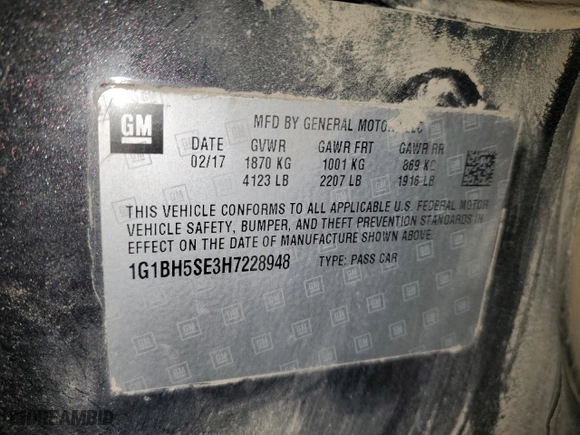 GM
MFD BY GENERAL MOTORS LLC
DATE GVWR GAWR FRT GAWR RR
02/17 1870 KG 1001 KG 869 KG
4123 LB 2207 LB 1916 LB
THIS VEHICLE CONFORMS TO ALL APPLICABLE U.S. FEDERAL MOTOR
VEHICLE SAFETY, BUMPER, AND THEFT PREVENTION STANDARDS IN
EFFECT ON THE DATE OF MANUFACTURE SHOWN ABOVE.
1G1BH5SE3H7228948 TYPE: PASS CAR